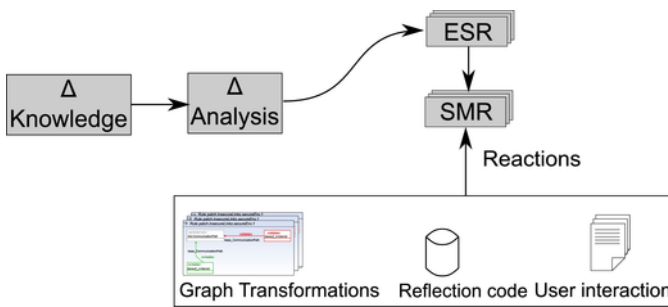 ESR
Δ
Knowledge
Δ
Analysis
SMR
Reactions
Graph Transformations
Reflection code
User interaction